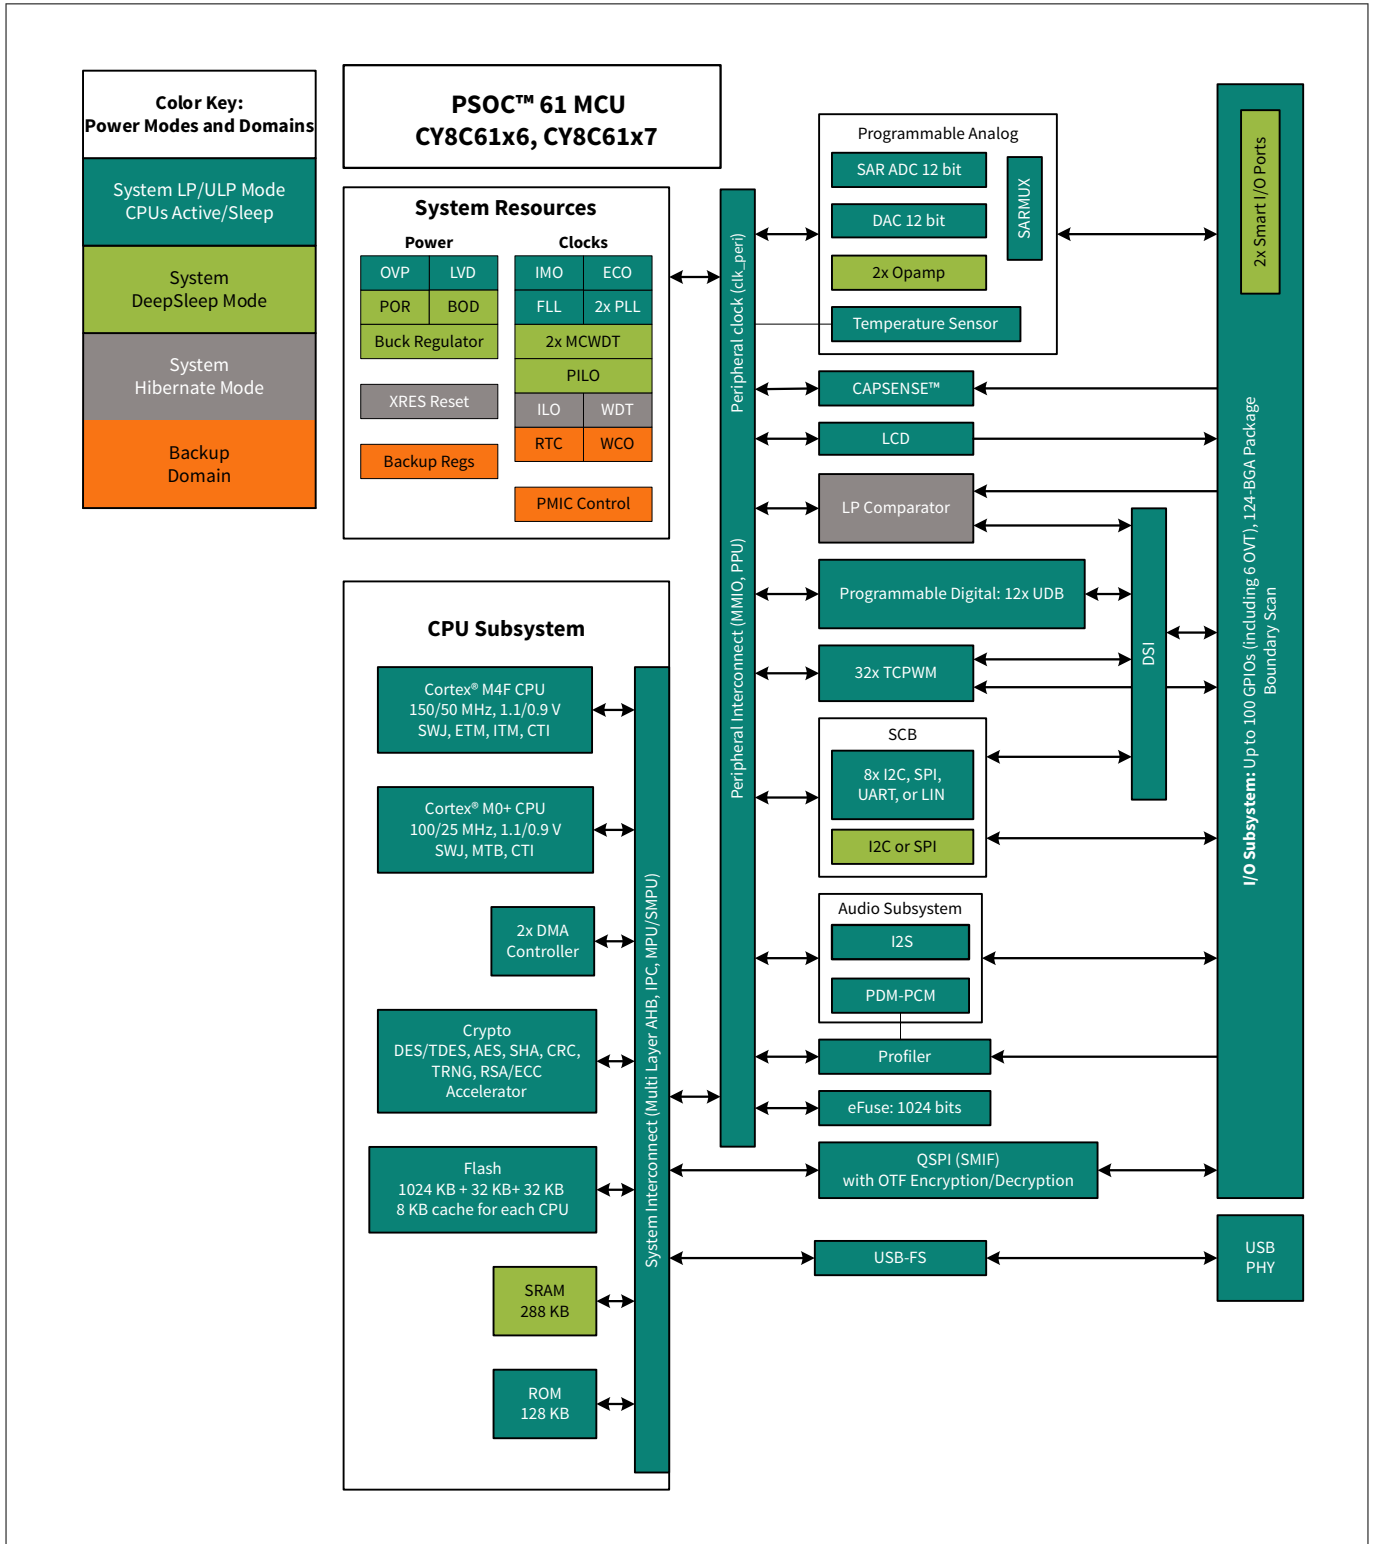 Color Key:
Power Modes and Domains
System LP/ULP Mode
CPUs Active/Sleep
System
DeepSleep Mode
System
Hibernate Mode
Backup
Domain
PSOC™ 61 MCU
CY8C61x6, CY8C61x7
System Resources
Power
Clocks
OVP
LVD
POR
BOD
Buck Regulator
XRES Reset
Backup Regs
IMO
ECO
FLL
2x PLL
2x MCWDT
PILO
ILO
WDT
RTC
WCO
PMIC Control
CPU Subsystem
Cortex® M4F CPU
150/50 MHz, 1.1/0.9 V
SWJ, ETM, ITM, CTI
Cortex® M0+ CPU
100/25 MHz, 1.1/0.9 V
SWJ, MTB, CTI
2x DMA
Controller
Crypto
DES/TDES, AES, SHA, CRC,
TRNG, RSA/ECC
Accelerator
Flash
1024 KB + 32 KB+ 32 KB
8 KB cache for each CPU
SRAM
288 KB
ROM
128 KB
System Interconnect (Multi Layer AHB, IPC, MPU/SMPU)
Peripheral clock (clk_peri)
Peripheral Interconnect (MMIO, PPU)
Programmable Analog
SAR ADC 12 bit
DAC 12 bit
2x Opamp
Temperature Sensor
SARMUX
CAPSENSE™
LCD
LP Comparator
Programmable Digital: 12x UDB
32x TCPWM
SCB
8x I2C, SPI,
UART, or LIN
I2C or SPI
Audio Subsystem
I2S
PDM-PCM
Profiler
eFuse: 1024 bits
QSPI (SMIF)
with OTF Encryption/Decryption
USB-FS
DSI
2x Smart I/O Ports
I/O Subsystem: Up to 100 GPIOs (including 6 OVT), 124-BGA Package
Boundary Scan
USB
PHY